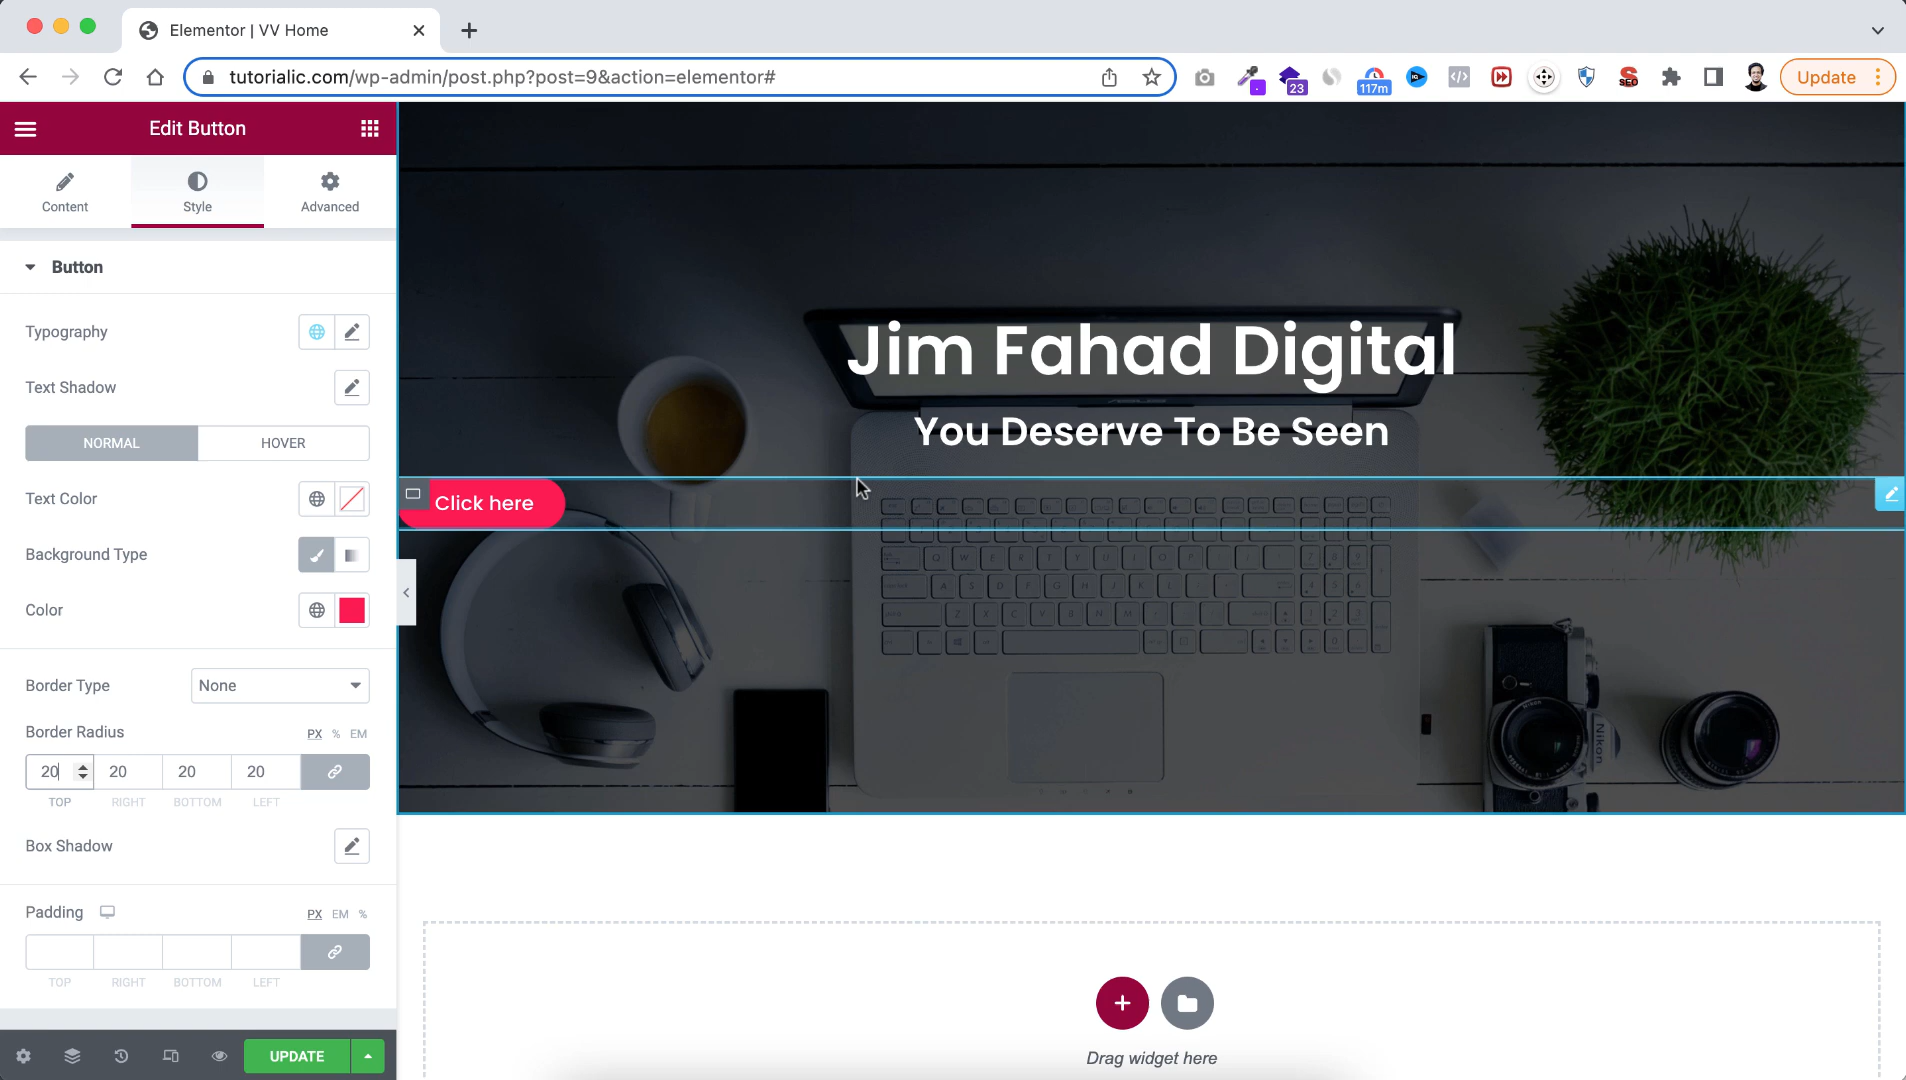 Elementor | VV Home
tutorialic.com/wp-admin/post.php?post=9&action=elementor#
23
117m
SEO
Update
Edit Button
Content
Style
Advanced
Button
Typography
Text Shadow
NORMAL
HOVER
Text Color
Background Type
Color
Border Type
None
Border Radius
PX % EM
20 20 20 20
TOP RIGHT BOTTOM LEFT
Box Shadow
Padding
PX EM %
TOP RIGHT BOTTOM LEFT
UPDATE
Jim Fahad Digital
You Deserve To Be Seen
Click here
Nikon
Drag widget here